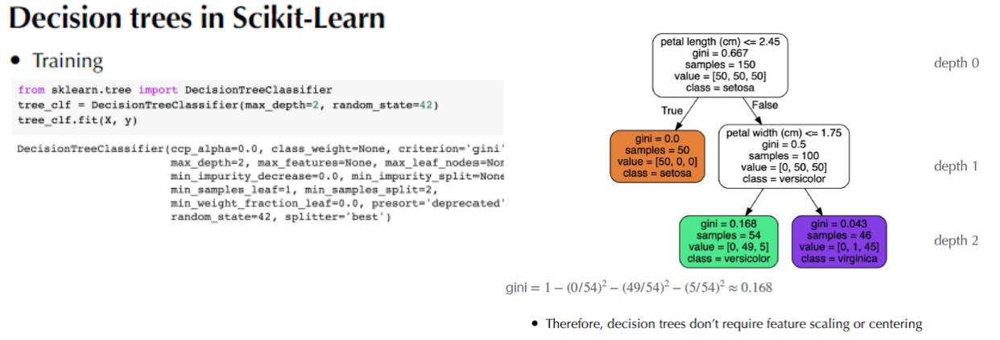 Decision trees in Scikit-Learn
• Training
from sklearn.tree import DecisionTreeClassifier
tree_clf = DecisionTreeClassifier(max_depth=2, random_state=42)
tree_clf.fit(X, y)
DecisionTreeClassifier(ccp_alpha=0.0, class_weight=None, criterion='gini'
max_depth=2, max_features=None, max_leaf_nodes=Non
min_impurity_decrease=0.0, min_impurity_split=None
min_samples_leaf=1, min_samples_split=2,
min_weight_fraction_leaf=0.0, presort='deprecated'
random_state=42, splitter='best')
petal length (cm) <= 2.45
gini = 0.667
samples = 150
value = [50, 50, 50]
class = setosa
depth 0
True
False
gini = 0.0
samples = 50
value = [50, 0, 0]
class = setosa
petal width (cm) <= 1.75
gini = 0.5
samples = 100
value = [0, 50, 50]
class = versicolor
depth 1
gini = 0.168
samples = 54
value = [0, 49, 5]
class = versicolor
gini = 0.043
samples = 46
value = [0, 1, 45]
class = virginica
depth 2
gini = 1 − (0/54)² − (49/54)² − (5/54)² ≈ 0.168
• Therefore, decision trees don't require feature scaling or centering